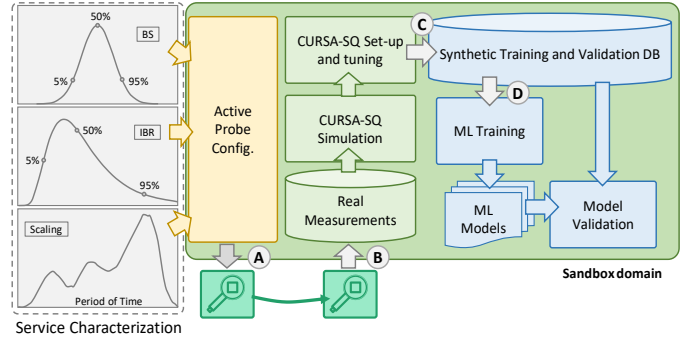 BS
50%
5%
95%
IBR
50%
5%
95%
Scaling
Period of Time
Service Characterization
Active
Probe
Config.
CURSA-SQ Set-up
and tuning
CURSA-SQ
Simulation
Real
Measurements
A
B
C
Synthetic Training and Validation DB
D
ML Training
ML
Models
Model
Validation
Sandbox domain